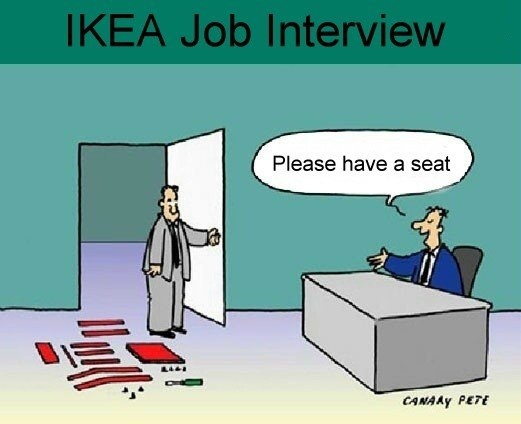 IKEA Job Interview
Please have a seat
CANARY PETE